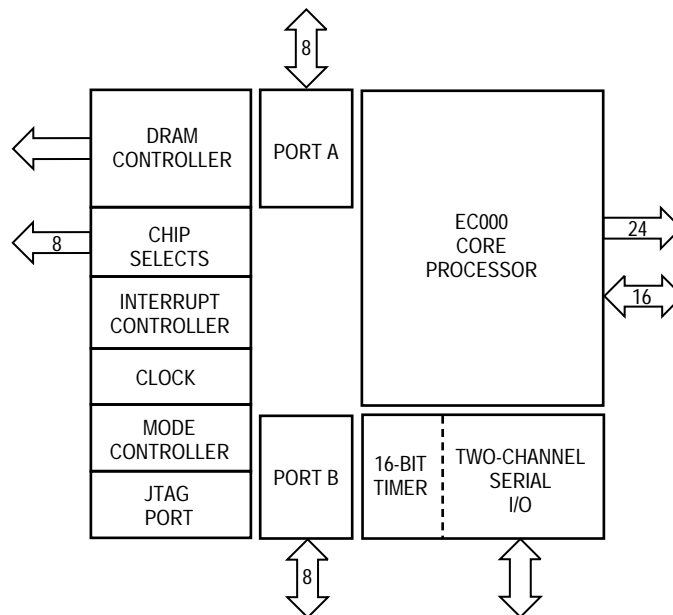 8
DRAM
CONTROLLER
PORT A
8
CHIP
SELECTS
EC000
CORE
PROCESSOR
24
16
INTERRUPT
CONTROLLER
CLOCK
MODE
CONTROLLER
JTAG
PORT
PORT B
16-BIT
TIMER
TWO-CHANNEL
SERIAL
I/O
8